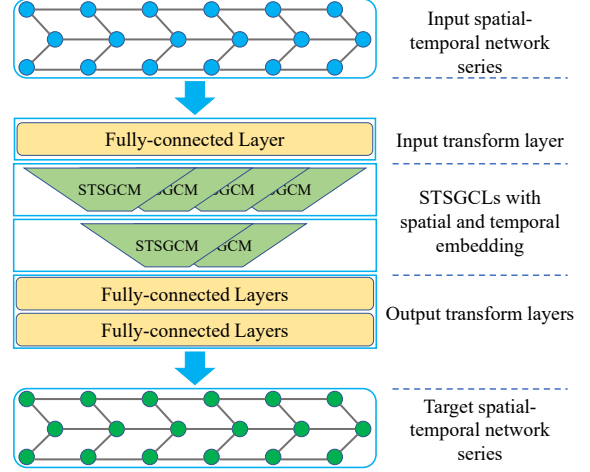 Input spatial-
temporal network
series
Fully-connected Layer
Input transform layer
STSGCM GCM GCM GCM
STSGCLs with
spatial and temporal
embedding
STSGCM GCM
Fully-connected Layers
Fully-connected Layers
Output transform layers
Target spatial-
temporal network
series